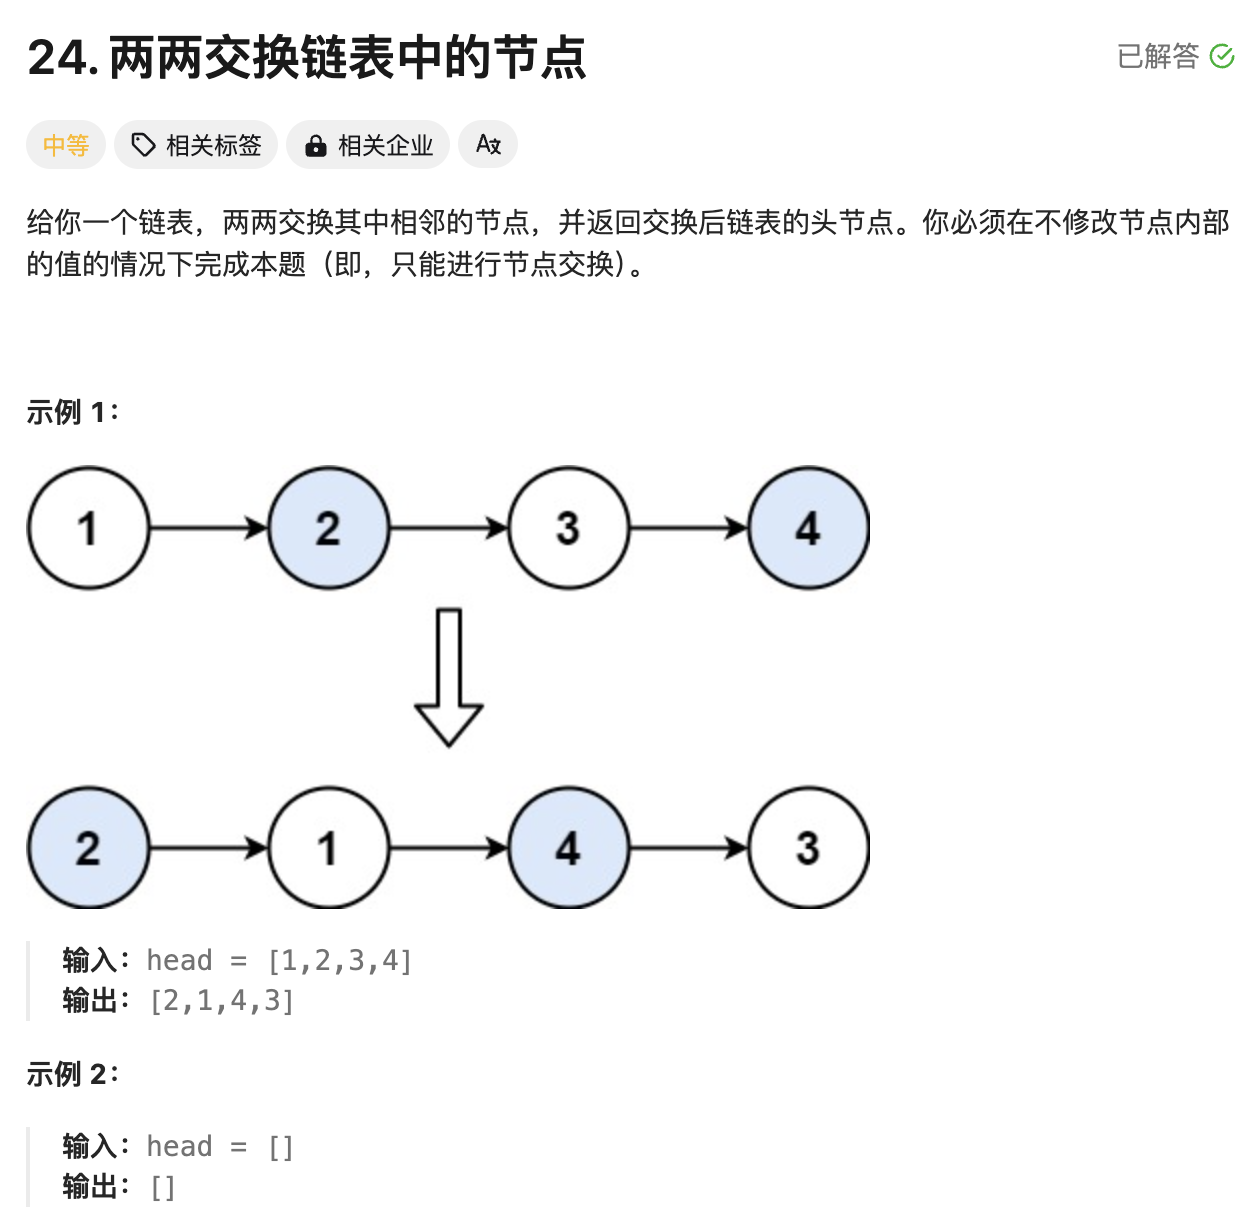 24. 两两交换链表中的节点
已解答
中等 相关标签 相关企业 A文
给你一个链表，两两交换其中相邻的节点，并返回交换后链表的头节点。你必须在不修改节点内部
的值的情况下完成本题（即，只能进行节点交换）。
示例 1：
1 2 3 4
2 1 4 3
输入：head = [1,2,3,4]
输出：[2,1,4,3]
示例 2：
输入：head = []
输出：[]